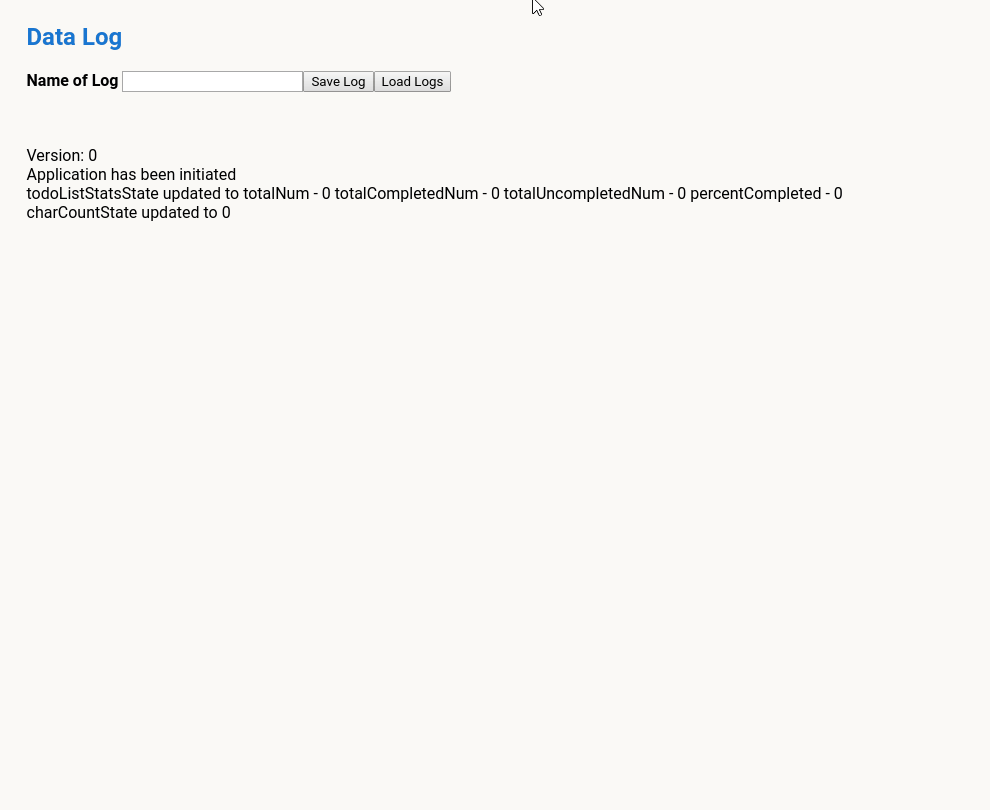 Data Log
Name of Log Save Log Load Logs
Version: 0
Application has been initiated
todoListStatsState updated to totalNum - 0 totalCompletedNum - 0 totalUncompletedNum - 0 percentCompleted - 0
charCountState updated to 0